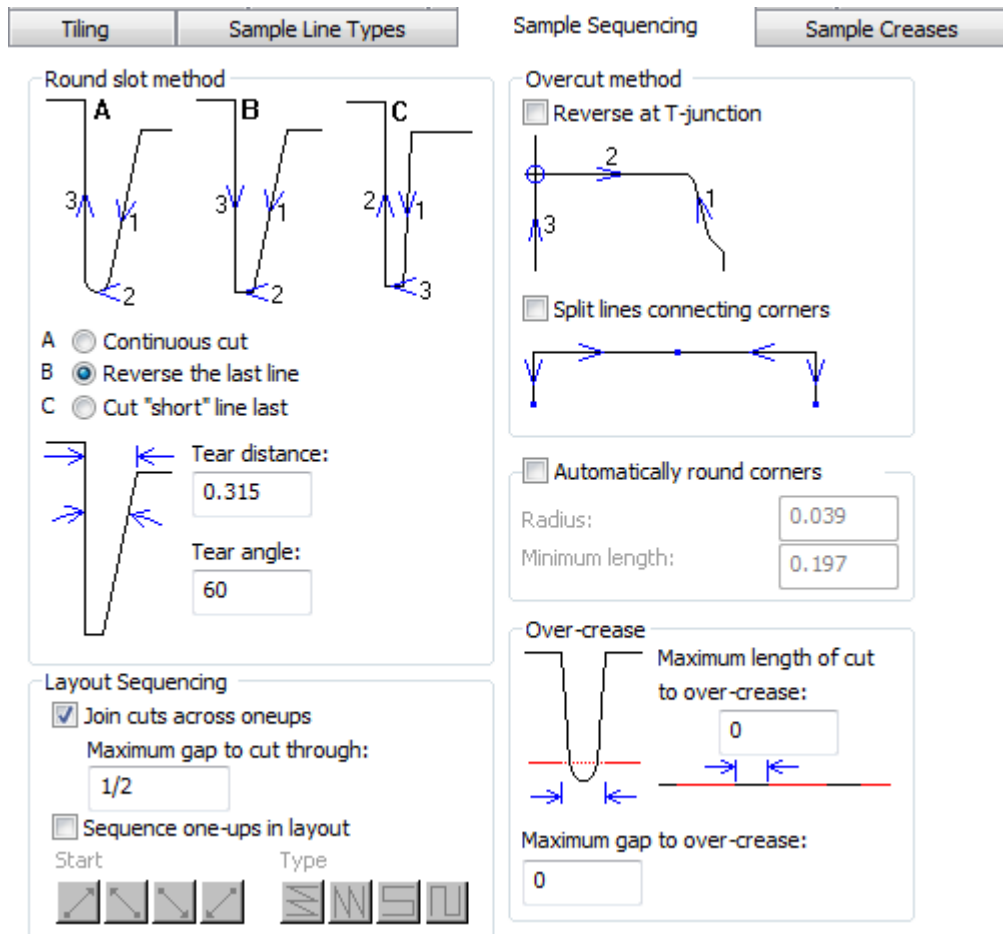 Tiling
Sample Line Types
Sample Sequencing
Sample Creases
Round slot method
A
B
C
3
1
2
3
1
2
2
1
3
A Continuous cut
B Reverse the last line
C Cut "short" line last
Tear distance:
0.315
Tear angle:
60
Layout Sequencing
Join cuts across oneups
Maximum gap to cut through:
1/2
Sequence one-ups in layout
Start
Type
Overcut method
Reverse at T-junction
2
1
3
Split lines connecting corners
Automatically round corners
Radius:
0.039
Minimum length:
0.197
Over-crease
Maximum length of cut
to over-crease:
0
Maximum gap to over-crease:
0